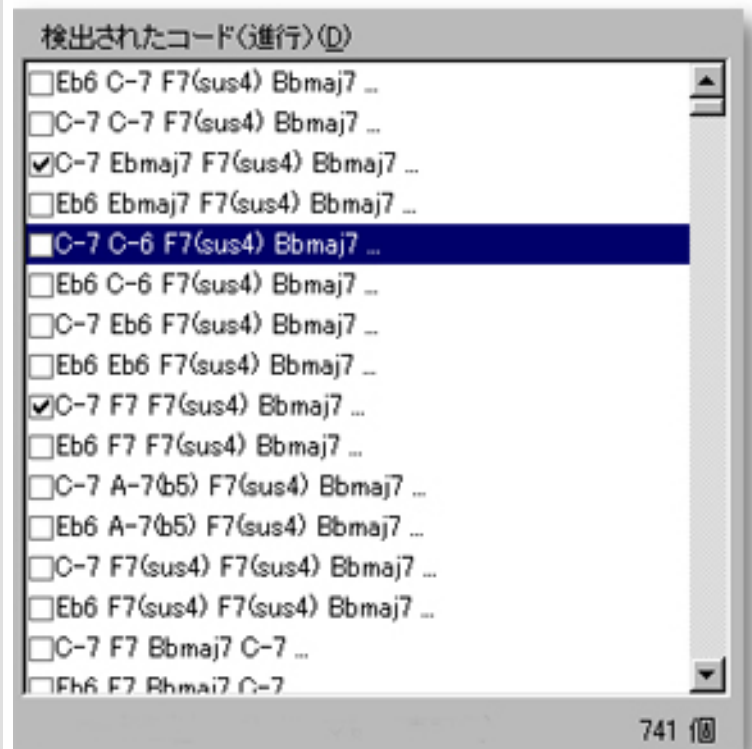 検出されたコード(進行)(D)
Eb6 C-7 F7(sus4) Bbmaj7 ...
C-7 C-7 F7(sus4) Bbmaj7 ...
C-7 Ebmaj7 F7(sus4) Bbmaj7 ...
Eb6 Ebmaj7 F7(sus4) Bbmaj7 ...
C-7 C-6 F7(sus4) Bbmaj7 ...
Eb6 C-6 F7(sus4) Bbmaj7 ...
C-7 Eb6 F7(sus4) Bbmaj7 ...
Eb6 Eb6 F7(sus4) Bbmaj7 ...
C-7 F7 F7(sus4) Bbmaj7 ...
Eb6 F7 F7(sus4) Bbmaj7 ...
C-7 A-7(b5) F7(sus4) Bbmaj7 ...
Eb6 A-7(b5) F7(sus4) Bbmaj7 ...
C-7 F7(sus4) F7(sus4) Bbmaj7 ...
Eb6 F7(sus4) F7(sus4) Bbmaj7 ...
C-7 F7 Bbmaj7 C-7 ...
Eb6 F7 Bbmaj7 C-7
741 個